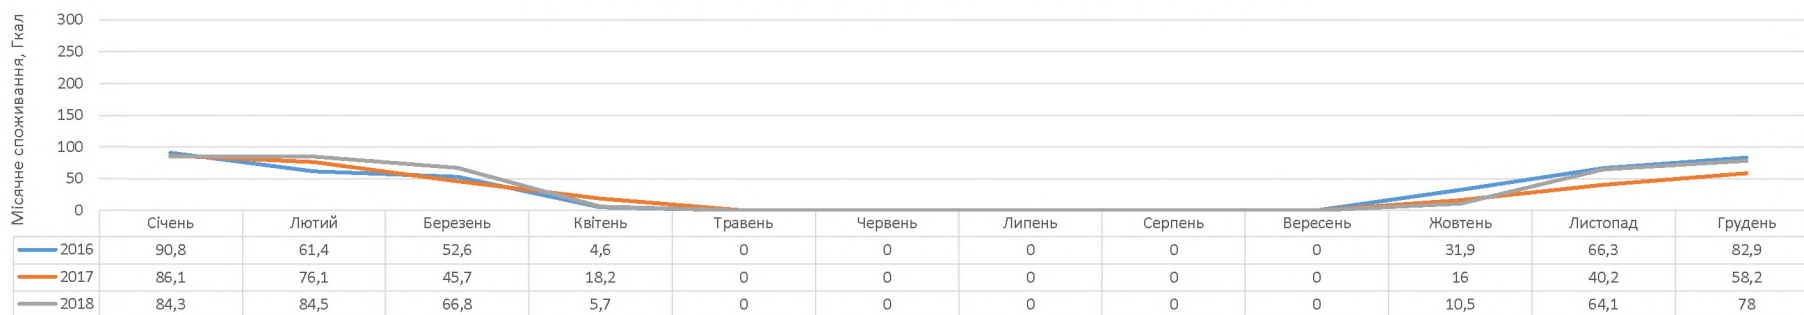 Місячне споживання, Гкал
300
250
200
150
100
50
0
Січень Лютий Березень Квітень Травень Червень Липень Серпень Вересень Жовтень Листопад Грудень
2016 90,8 61,4 52,6 4,6 0 0 0 0 0 31,9 66,3 82,9
2017 86,1 76,1 45,7 18,2 0 0 0 0 0 16 40,2 58,2
2018 84,3 84,5 66,8 5,7 0 0 0 0 0 10,5 64,1 78